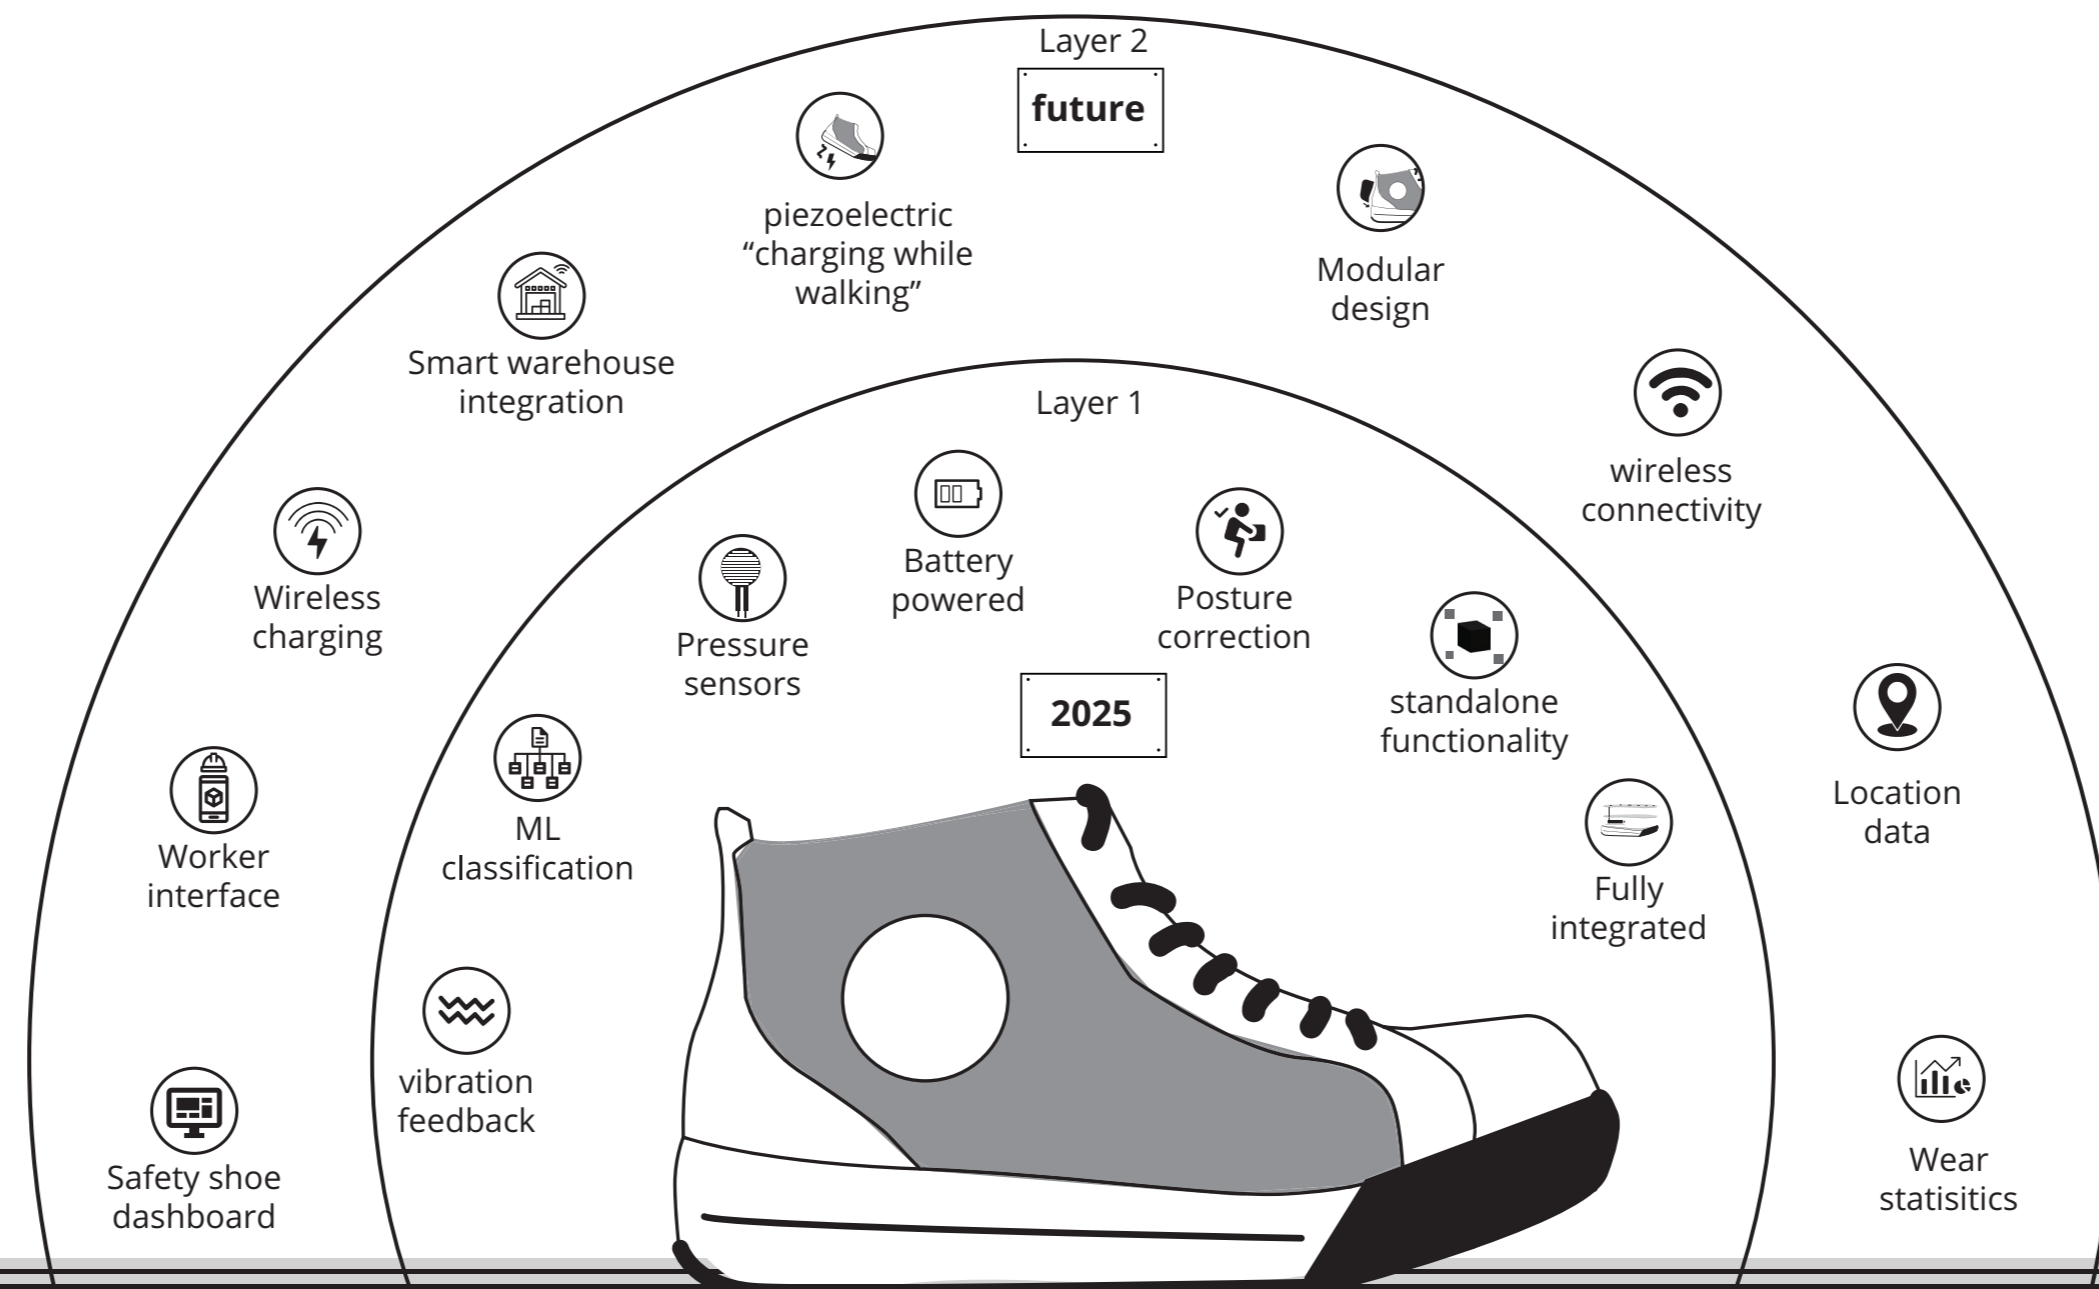 Layer 2
future
piezoelectric
“charging while
walking”
Modular
design
Smart warehouse
integration
wireless
connectivity
Wireless
charging
Location
data
Worker
interface
Wear
statisitics
Safety shoe
dashboard
Layer 1
Battery
powered
Posture
correction
Pressure
sensors
2025
standalone
functionality
ML
classification
Fully
integrated
vibration
feedback